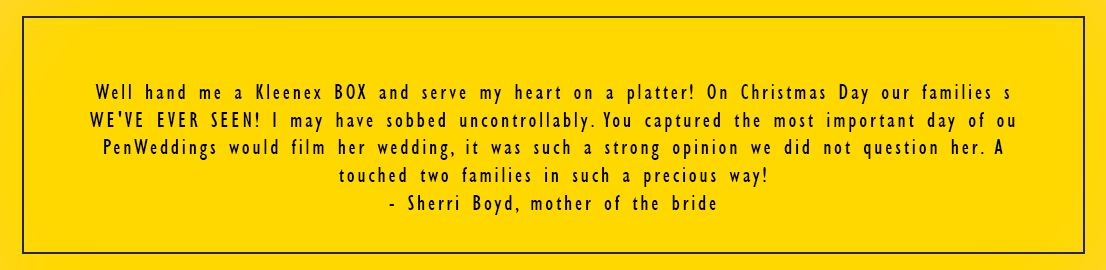 Well hand me a Kleenex BOX and serve my heart on a platter! On Christmas Day our families s
WE'VE EVER SEEN! I may have sobbed uncontrollably. You captured the most important day of ou
PenWeddings would film her wedding, it was such a strong opinion we did not question her. A
touched two families in such a precious way!
- Sherri Boyd, mother of the bride